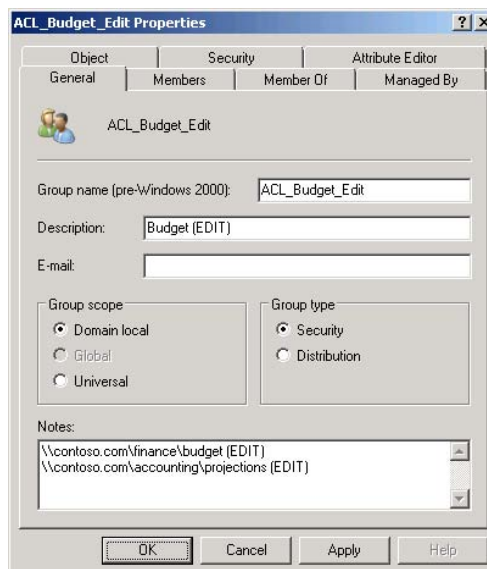 ACL_Budget_Edit Properties
Object Security Attribute Editor
General Members Member Of Managed By
ACL_Budget_Edit
Group name (pre-Windows 2000): ACL_Budget_Edit
Description: Budget (EDIT)
E-mail:
Group scope Group type
Domain local Security
Global Distribution
Universal
Notes:
\\contoso.com\finance\budget (EDIT)
\\contoso.com\accounting\projections (EDIT)
OK Cancel Apply Help